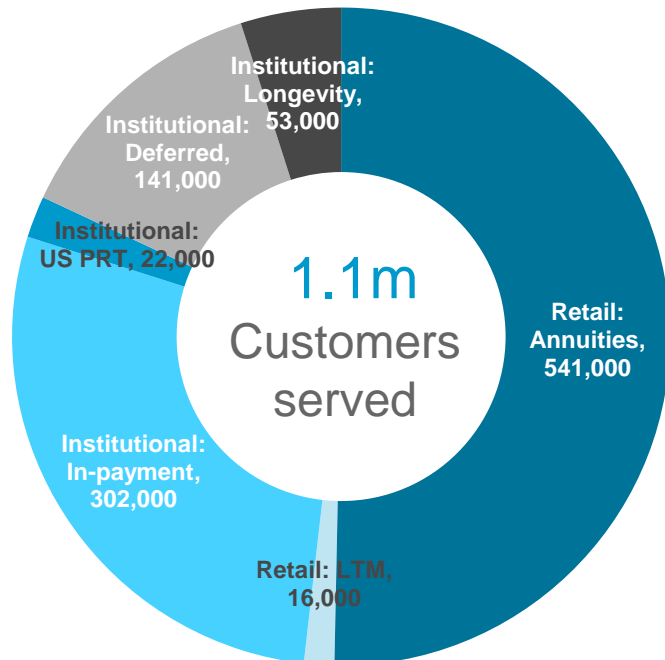 Institutional:
Longevity,
53,000
Institutional:
Deferred,
141,000
Institutional:
US PRT, 22,000
1.1m
Customers
served
Retail:
Annuities,
541,000
Institutional:
In-payment,
302,000
Retail: LTM,
16,000